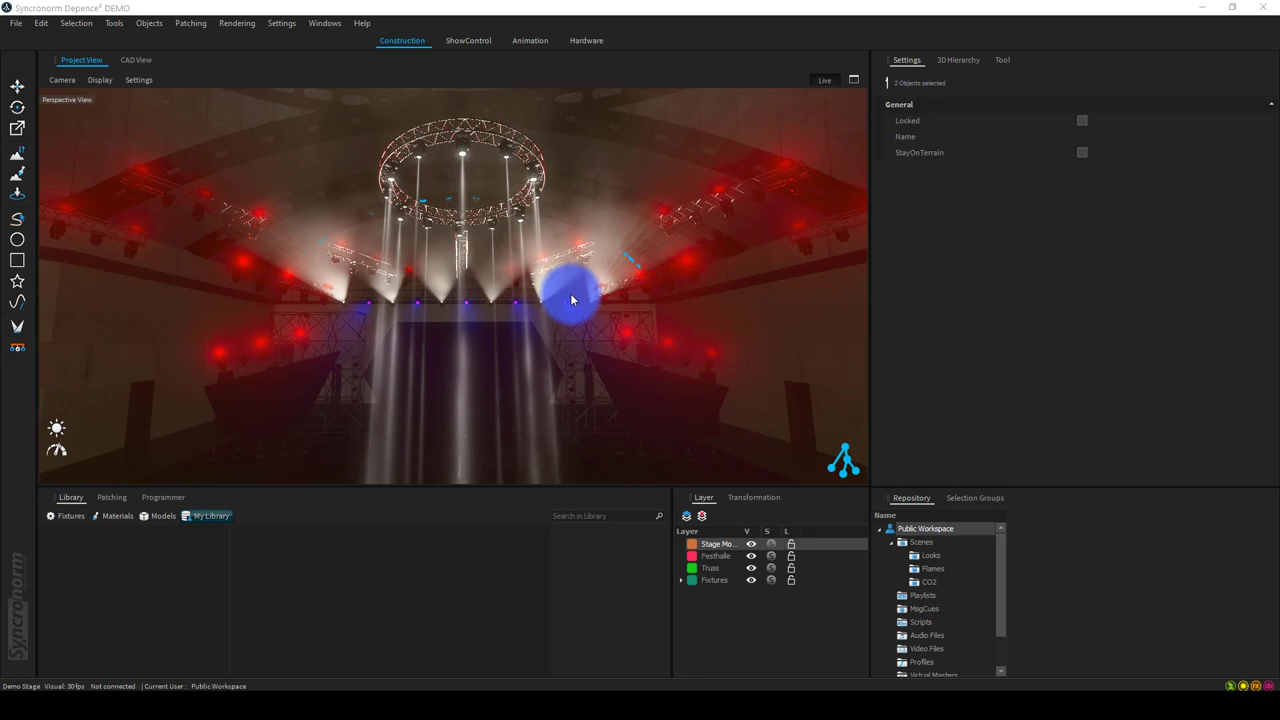 Syncronorm Depence² DEMO
File Edit Selection Tools Objects Patching Rendering Settings Windows Help
Construction ShowControl Animation Hardware
Project View CAD View
Camera Display Settings Live
Perspective View
Settings 3D Hierarchy Tool
2 Objects selected
General
Locked
Name
StayOnTerrain
Library Patching Programmer
Fixtures Materials Models My Library Search in Library
Layer Transformation
Layer V S L
Stage Mo...
Festhalle
Truss
Fixtures
Repository Selection Groups
Name
Public Workspace
Scenes
Looks
Flames
CO2
Playlists
MsgCues
Scripts
Audio Files
Video Files
Profiles
Virtual Masters
Syncronorm
Demo Stage Visual: 30 fps Not connected | Current User : Public Workspace